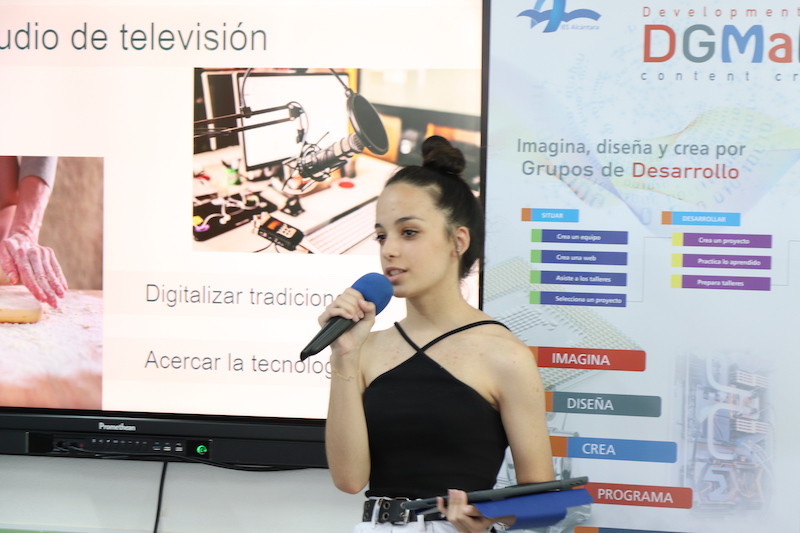 udio de televisión
Digitalizar tradicion
Acercar la tecnolog
Promethean
IES Alcántara
Development
DGMa
content cr
Imagina, diseña y crea por
Grupos de Desarrollo
SITUAR
Crea un equipo
Crea una web
Asiste a los talleres
Selecciona un proyecto
DESARROLLAR
Crea un proyecto
Practica lo aprendido
Prepara talleres
IMAGINA
DISEÑA
CREA
PROGRAMA